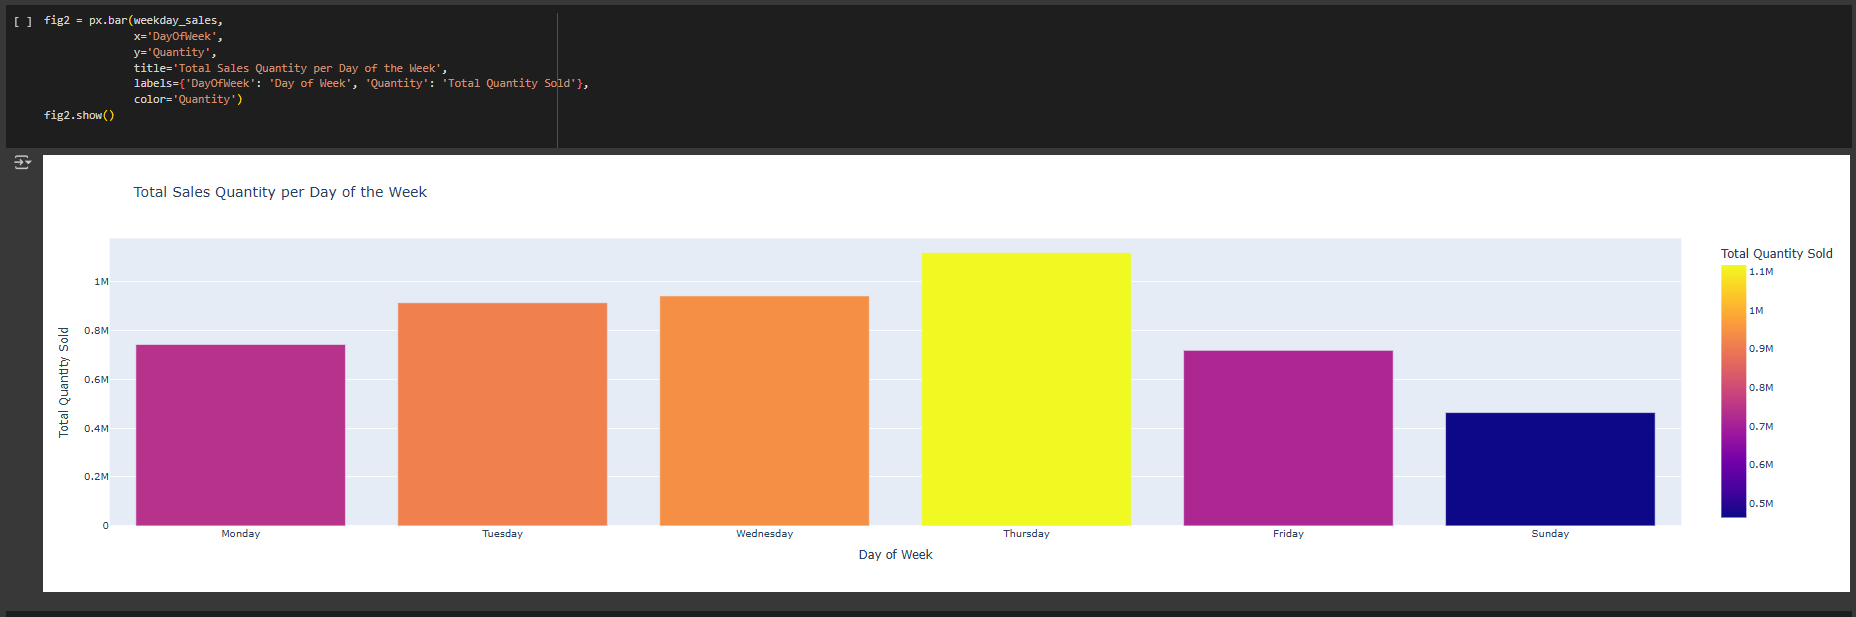 [ ] fig2 = px.bar(weekday_sales,
x='DayOfWeek',
y='Quantity',
title='Total Sales Quantity per Day of the Week',
labels={'DayOfWeek': 'Day of Week', 'Quantity': 'Total Quantity Sold'},
color='Quantity')
fig2.show()
Total Sales Quantity per Day of the Week
Total Quantity Sold
1M
0.8M
0.6M
0.4M
0.2M
0
Monday Tuesday Wednesday Thursday Friday Sunday
Day of Week
Total Quantity Sold
1.1M
1M
0.9M
0.8M
0.7M
0.6M
0.5M